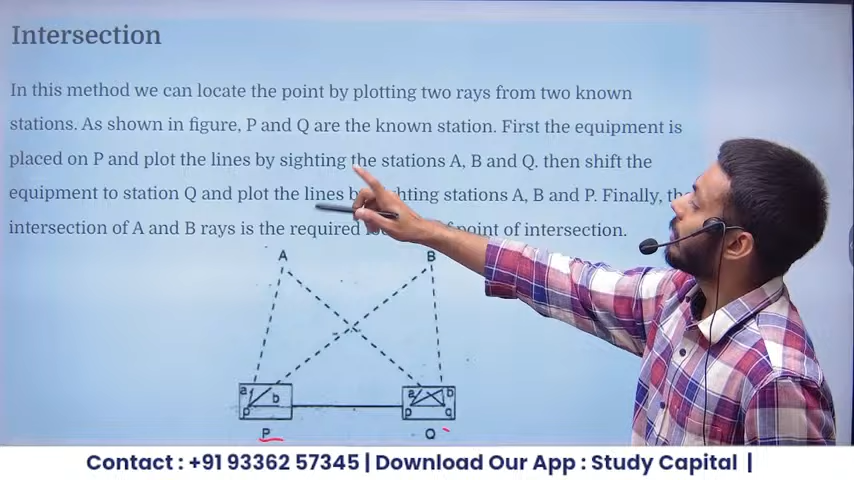 Intersection
In this method we can locate the point by plotting two rays from two known
stations. As shown in figure, P and Q are the known station. First the equipment is
placed on P and plot the lines by sighting the stations A, B and Q. then shift the
equipment to station Q and plot the lines sighting stations A, B and P. Finally,
intersection of A and B rays is the required point of intersection.
A B
a b a b
p p q
P Q
Contact : +91 93362 57345 | Download Our App : Study Capital |